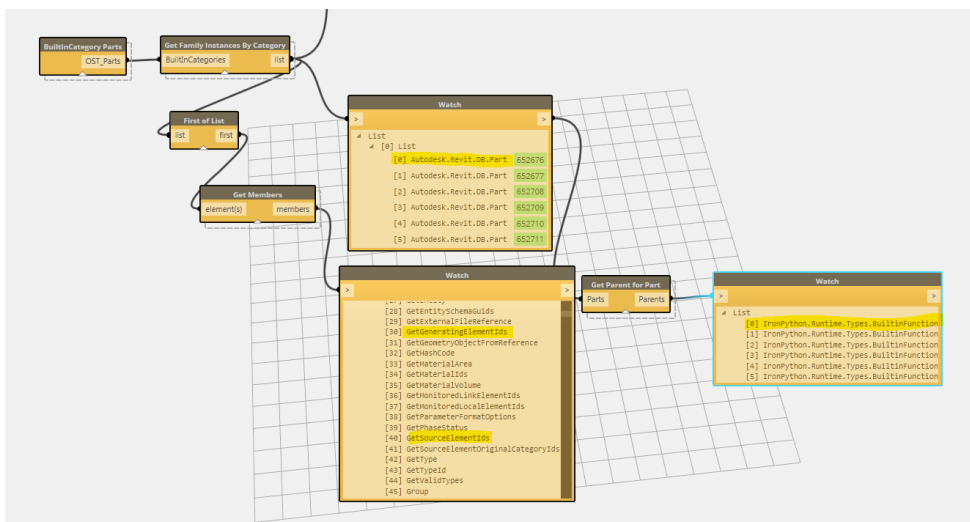 BuiltInCategory Parts
OST_Parts
Get Family Instances By Category
BuiltInCategories
list
First of List
list
first
Get Members
element(s)
members
Watch
>
>
List
[0] List
[0] Autodesk.Revit.DB.Part 652676
[1] Autodesk.Revit.DB.Part 652677
[2] Autodesk.Revit.DB.Part 652708
[3] Autodesk.Revit.DB.Part 652709
[4] Autodesk.Revit.DB.Part 652710
[5] Autodesk.Revit.DB.Part 652711
Watch
>
>
[28] GetEntitySchemaGuids
[29] GetExternalFileReference
[30] GetGeneratingElementIds
[31] GetGeometryObjectFromReference
[32] GetHashCode
[33] GetMaterialArea
[34] GetMaterialIds
[35] GetMaterialVolume
[36] GetMonitoredLinkElementIds
[37] GetMonitoredLocalElementIds
[38] GetParameterFormatOptions
[39] GetPhaseStatus
[40] GetSourceElementIds
[41] GetSourceElementOriginalCategoryIds
[42] GetType
[43] GetTypeId
[44] GetValidTypes
[45] Group
Get Parent for Part
Parts
Parents
Watch
>
>
List
[0] IronPython.Runtime.Types.BuiltinFunction
[1] IronPython.Runtime.Types.BuiltinFunction
[2] IronPython.Runtime.Types.BuiltinFunction
[3] IronPython.Runtime.Types.BuiltinFunction
[4] IronPython.Runtime.Types.BuiltinFunction
[5] IronPython.Runtime.Types.BuiltinFunction